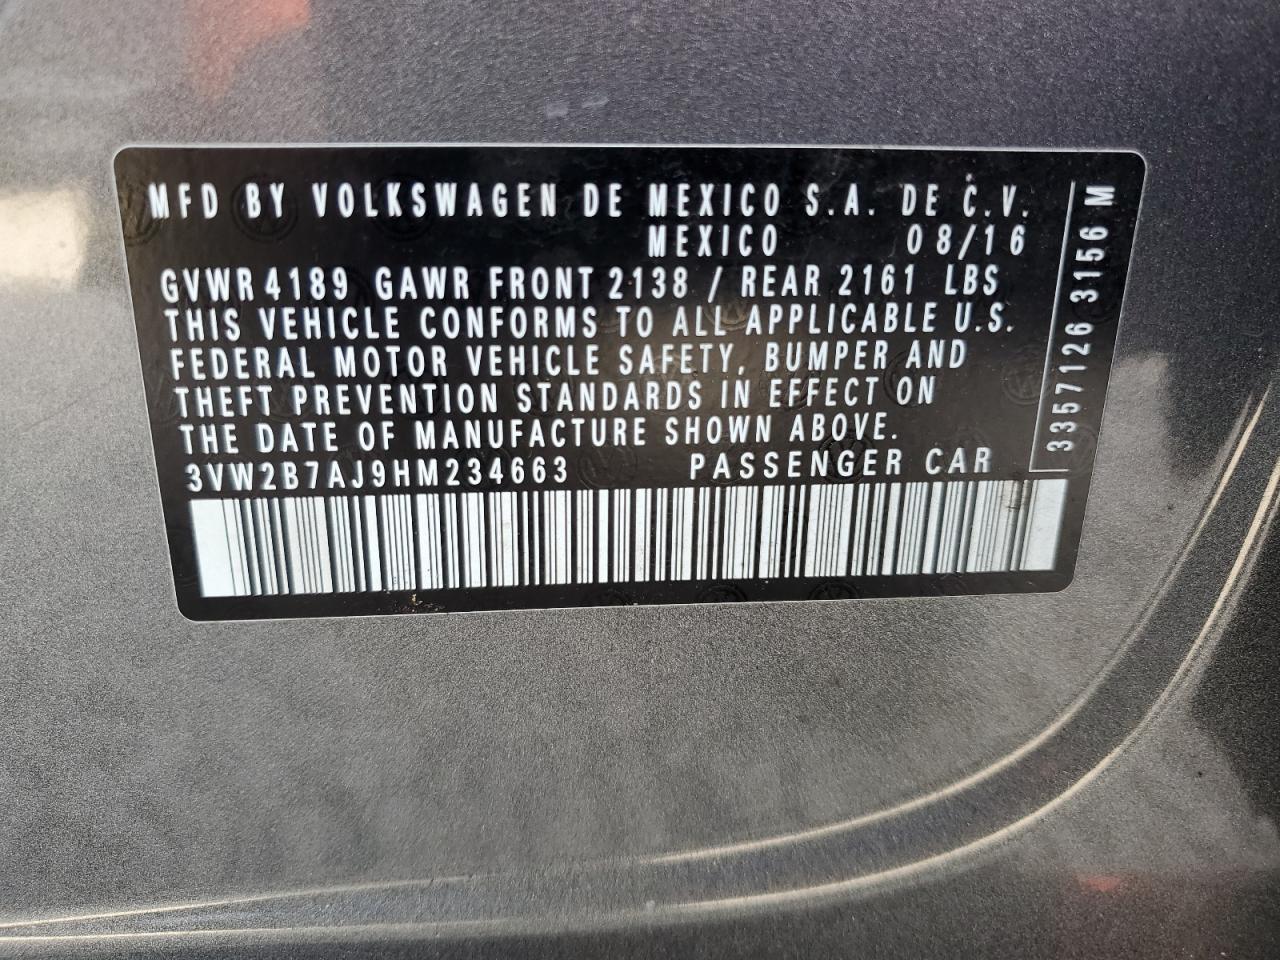 MFD BY VOLKSWAGEN DE MEXICO S.A. DE C.V.
MEXICO 08/16
GVWR 4189 GAWR FRONT 2138 / REAR 2161 LBS
THIS VEHICLE CONFORMS TO ALL APPLICABLE U.S.
FEDERAL MOTOR VEHICLE SAFETY, BUMPER AND
THEFT PREVENTION STANDARDS IN EFFECT ON
THE DATE OF MANUFACTURE SHOWN ABOVE.
3VW2B7AJ9HM234663 PASSENGER CAR
3357126 3156 M